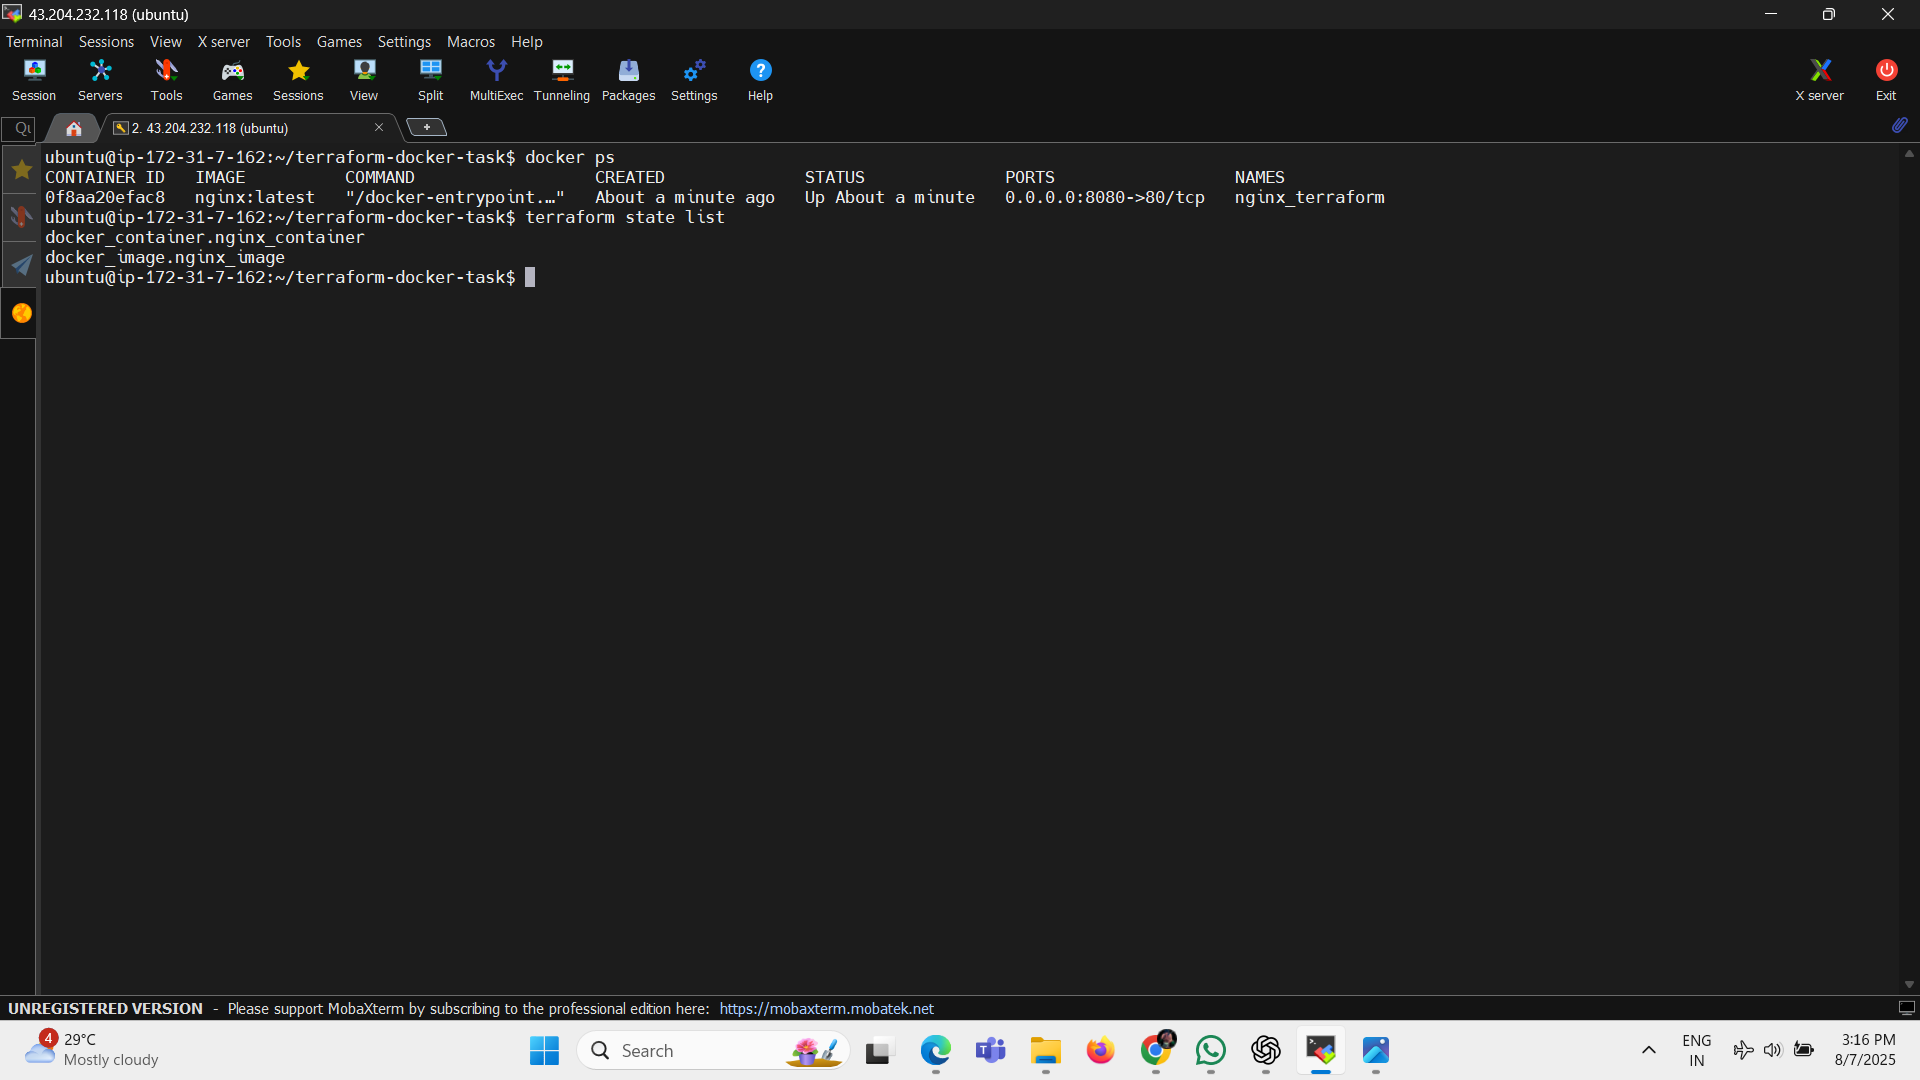 43.204.232.118 (ubuntu)
Terminal Sessions View X server Tools Games Settings Macros Help
Session Servers Tools Games Sessions View Split MultiExec Tunneling Packages Settings Help X server Exit
2. 43.204.232.118 (ubuntu)
ubuntu@ip-172-31-7-162:~/terraform-docker-task$ docker ps
CONTAINER ID IMAGE COMMAND CREATED STATUS PORTS NAMES
0f8aa20efac8 nginx:latest "/docker-entrypoint.…" About a minute ago Up About a minute 0.0.0.0:8080->80/tcp nginx_terraform
ubuntu@ip-172-31-7-162:~/terraform-docker-task$ terraform state list
docker_container.nginx_container
docker_image.nginx_image
ubuntu@ip-172-31-7-162:~/terraform-docker-task$
UNREGISTERED VERSION - Please support MobaXterm by subscribing to the professional edition here: https://mobaxterm.mobatek.net
4
29°C
Mostly cloudy
Search
ENG
IN
3:16 PM
8/7/2025